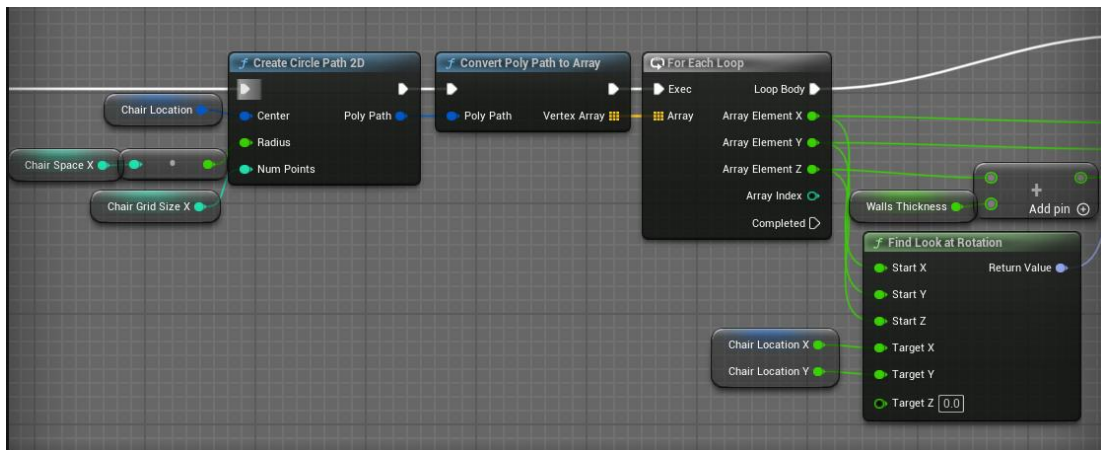 Create Circle Path 2D
Center
Poly Path
Radius
Num Points
Chair Location
Chair Space X
Chair Grid Size X
Convert Poly Path to Array
Poly Path
Vertex Array
For Each Loop
Exec
Loop Body
Array
Array Element X
Array Element Y
Array Element Z
Array Index
Completed
Walls Thickness
+
Add pin
Find Look at Rotation
Start X
Return Value
Start Y
Start Z
Target X
Target Y
Target Z 0.0
Chair Location X
Chair Location Y